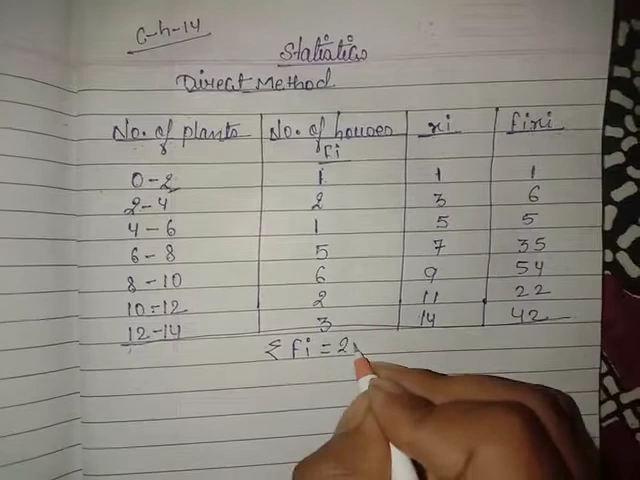 C-h-14
Statistics
Direct Method
No. of plants No. of houses xi fixi
fi
0-2 1 1 1
2-4 2 3 6
4-6 1 5 5
6-8 5 7 35
8-10 6 9 54
10-12 2 11 22
12-14 3 14 42
Σ fi = 2